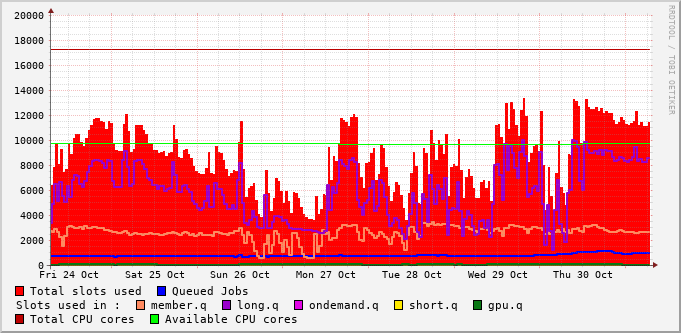 20000
18000
16000
14000
12000
10000
8000
6000
4000
2000
0
Fri 24 Oct Sat 25 Oct Sun 26 Oct Mon 27 Oct Tue 28 Oct Wed 29 Oct Thu 30 Oct
RRDTOOL / TOBI OETIKER
Total slots used Queued Jobs
Slots used in : member.q long.q ondemand.q short.q gpu.q
Total CPU cores Available CPU cores